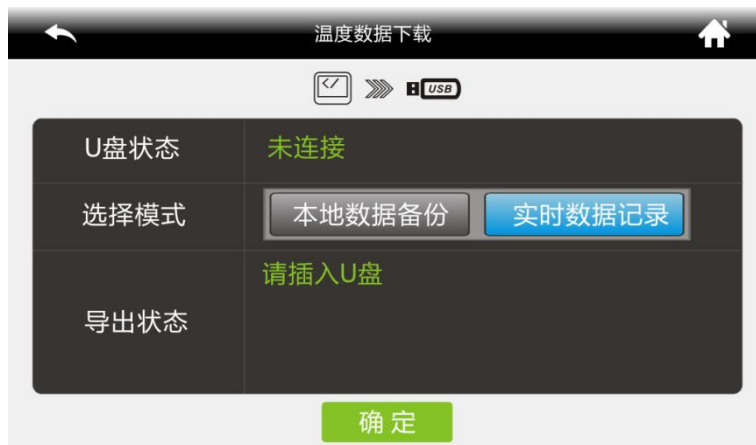 温度数据下载
USB
U盘状态 未连接
选择模式 本地数据备份 实时数据记录
请插入U盘
导出状态
确定